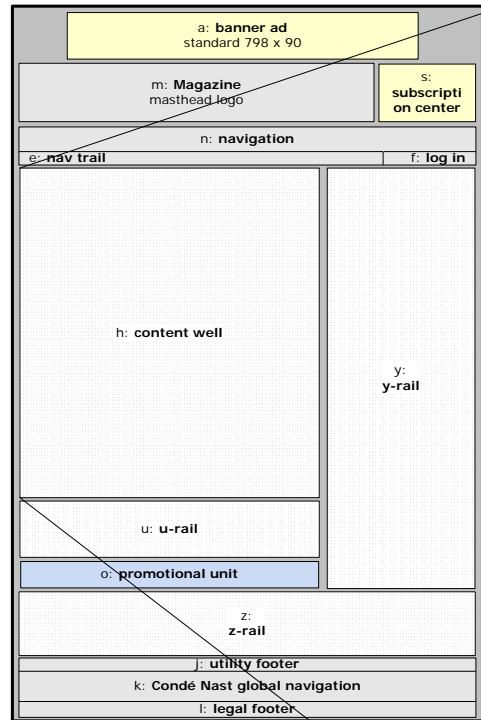 a: banner ad
standard 798 x 90
m: Magazine
masthead logo
s:
subscripti
on center
n: navigation
e: nav trail
f: log in
h: content well
y:
y-rail
u: u-rail
o: promotional unit
z:
z-rail
j: utility footer
k: Condé Nast global navigation
l: legal footer